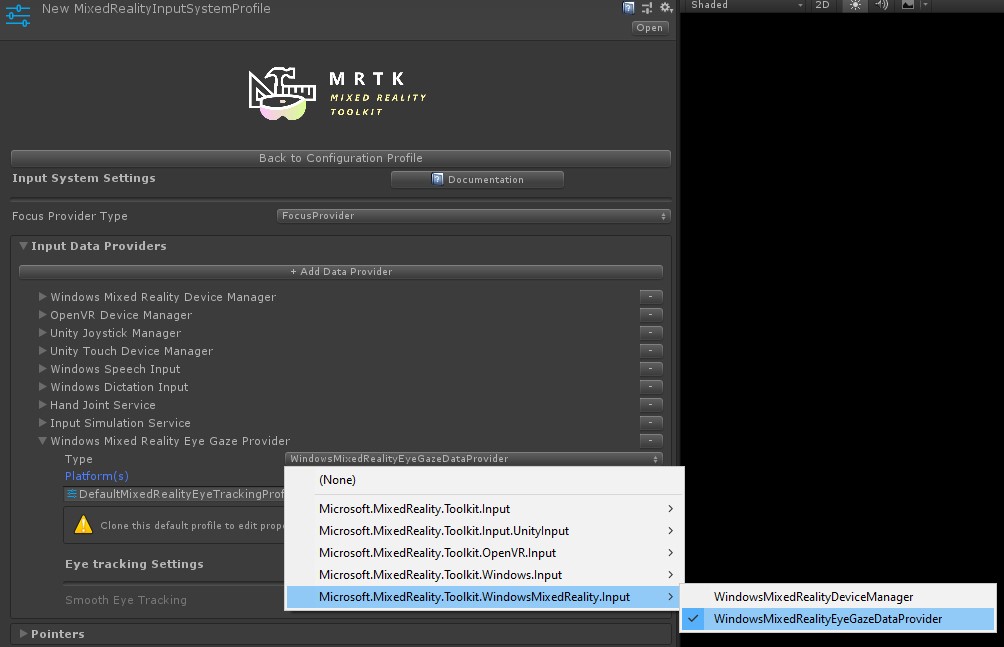 New MixedRealityInputSystemProfile
Open
Shaded
2D
MRTK
MIXED REALITY
TOOLKIT
Back to Configuration Profile
Input System Settings
Documentation
Focus Provider Type
FocusProvider
Input Data Providers
+ Add Data Provider
Windows Mixed Reality Device Manager
-
OpenVR Device Manager
-
Unity Joystick Manager
-
Unity Touch Device Manager
-
Windows Speech Input
-
Windows Dictation Input
-
Hand Joint Service
-
Input Simulation Service
-
Windows Mixed Reality Eye Gaze Provider
-
Type
WindowsMixedRealityEyeGazeDataProvider
Platform(s)
DefaultMixedRealityEyeTrackingProf
Clone this default profile to edit prop
Eye tracking Settings
Smooth Eye Tracking
(None)
Microsoft.MixedReality.Toolkit.Input
Microsoft.MixedReality.Toolkit.Input.UnityInput
Microsoft.MixedReality.Toolkit.OpenVR.Input
Microsoft.MixedReality.Toolkit.Windows.Input
Microsoft.MixedReality.Toolkit.WindowsMixedReality.Input
WindowsMixedRealityDeviceManager
WindowsMixedRealityEyeGazeDataProvider
Pointers